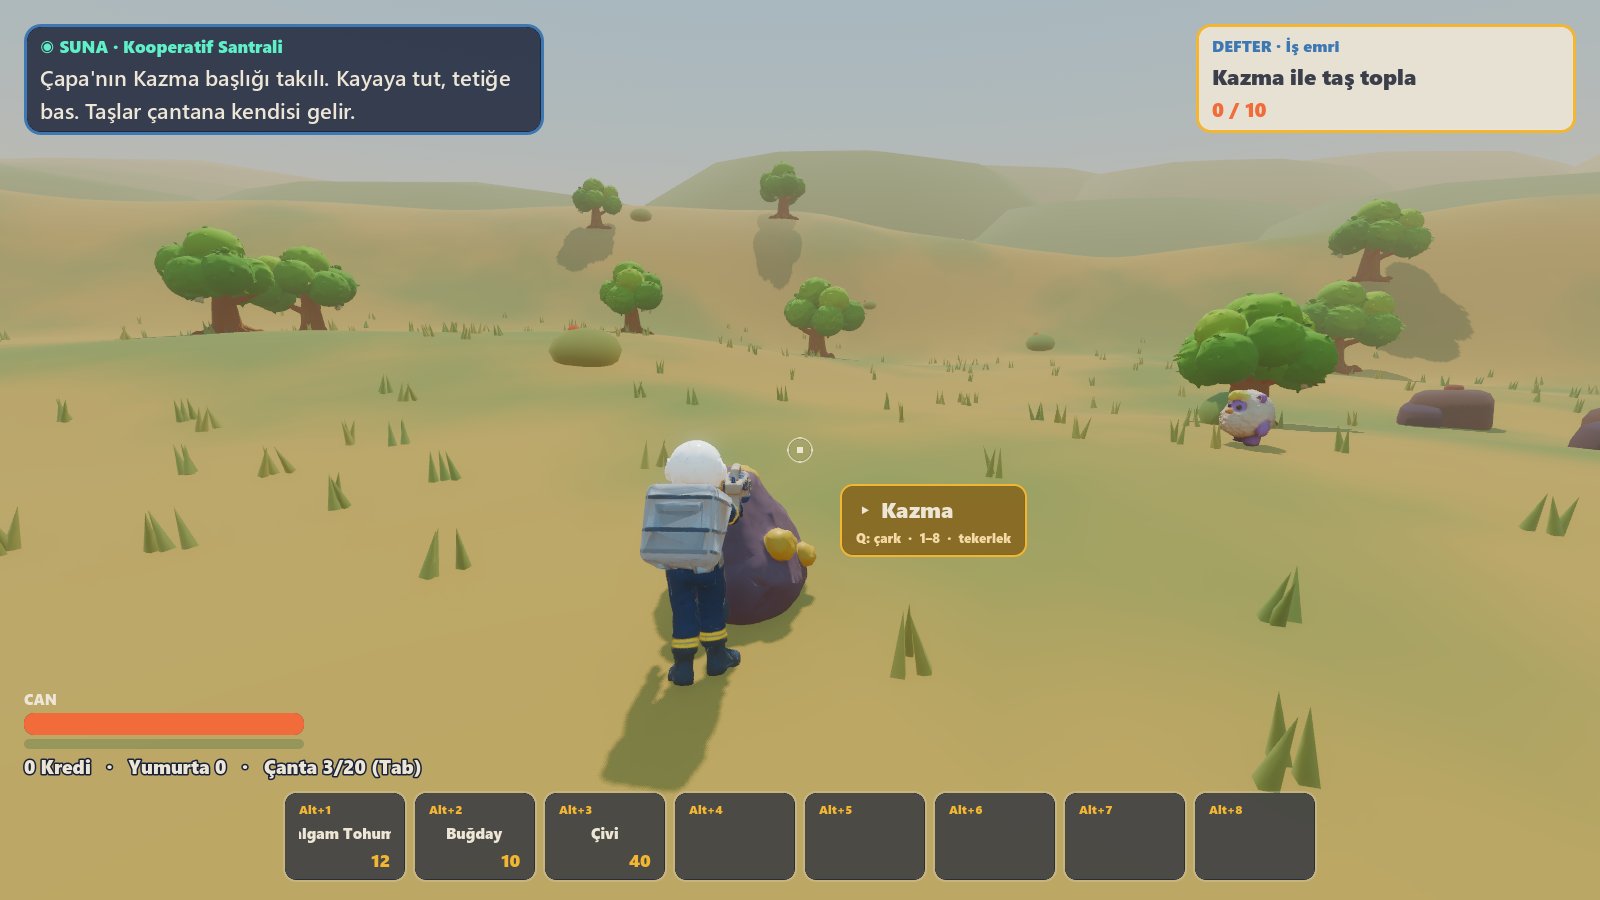 ◉ SUNA · Kooperatif Santrali
Çapa'nın Kazma başlığı takılı. Kayaya tut, tetiğe
bas. Taşlar çantana kendisi gelir.
DEFTER · İş emri
Kazma ile taş topla
0 / 10
▸ Kazma
Q: çark · 1–8 · tekerlek
CAN
0 Kredi · Yumurta 0 · Çanta 3/20 (Tab)
Alt+1
Alt+2
Alt+3
Alt+4
Alt+5
Alt+6
Alt+7
Alt+8
Buğday
Çivi
12
10
40